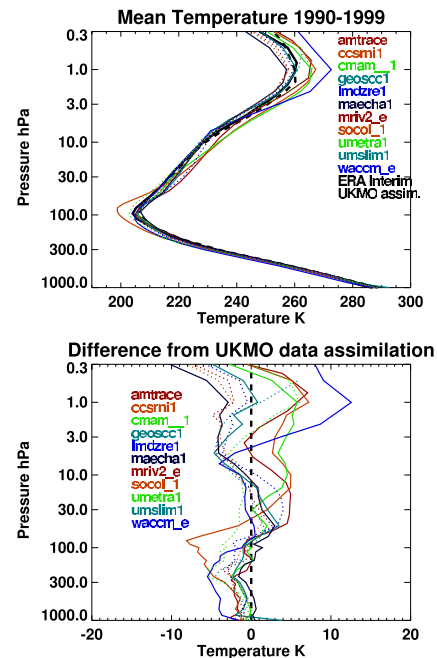 Mean Temperature 1990-1999
0.3
1.0
3.0
10.0
30.0
100.0
300.0
1000.0
Pressure hPa
amtrace
ccsrni1
cmam__1
geoscc1
lmdzre1
maecha1
mriv2_e
socol_1
umetra1
umslim1
waccm_e
ERA Interim
UKMO assim.
200 220 240 260 280 300
Temperature K
Difference from UKMO data assimilation
0.3
1.0
3.0
10.0
30.0
100.0
300.0
1000.0
Pressure hPa
amtrace
ccsrni1
cmam__1
geoscc1
lmdzre1
maecha1
mriv2_e
socol_1
umetra1
umslim1
waccm_e
-20 -10 0 10 20
Temperature K